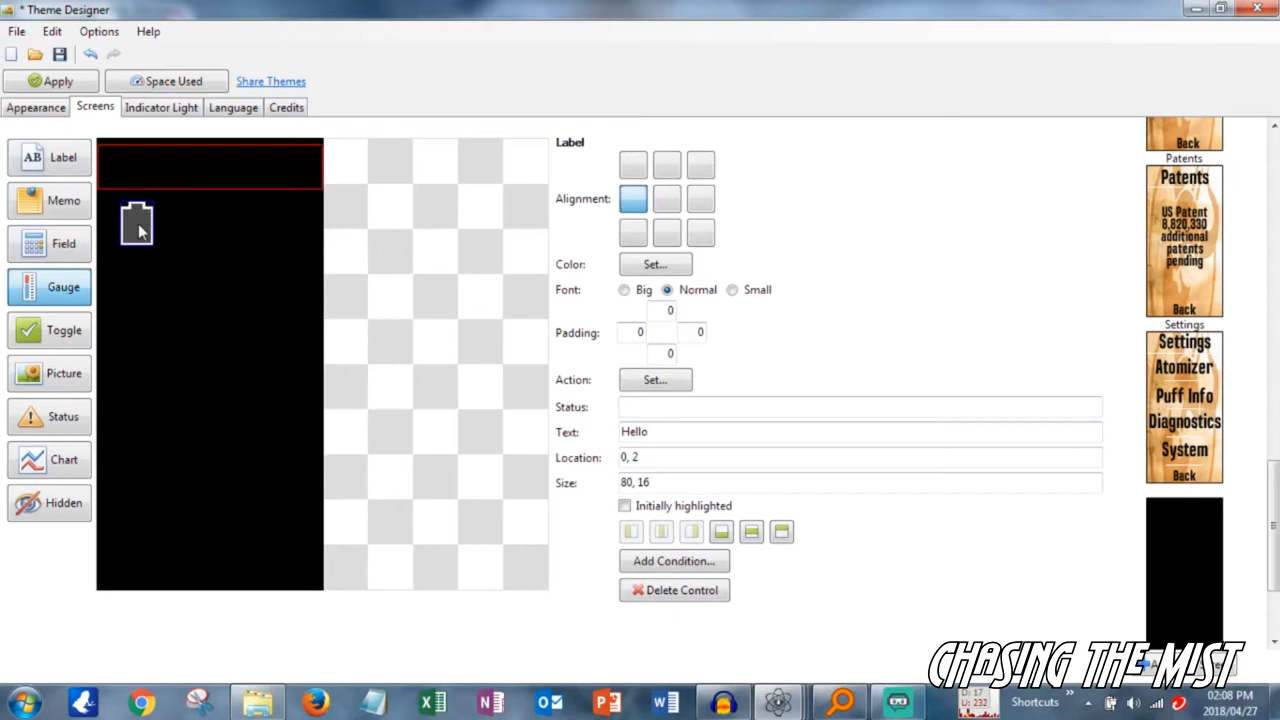 * Theme Designer
File Edit Options Help
Apply Space Used Share Themes
Appearance Screens Indicator Light Language Credits
AB Label
Memo
Field
Gauge
Toggle
Picture
Status
Chart
Hidden
Label
Alignment:
Color: Set...
Font: Big Normal Small
Padding: 0
0 0
0
Action: Set...
Status:
Text: Hello
Location: 0, 2
Size: 80, 16
Initially highlighted
Add Condition...
Delete Control
Back
Patents
Patents
US Patent
8,820,330
additional
patents
pending
Back
Settings
Settings
Atomizer
Puff Info
Diagnostics
System
Back
CHASING THE MIST
D: 17
U: 232
Shortcuts
02:08 PM
2018/04/27